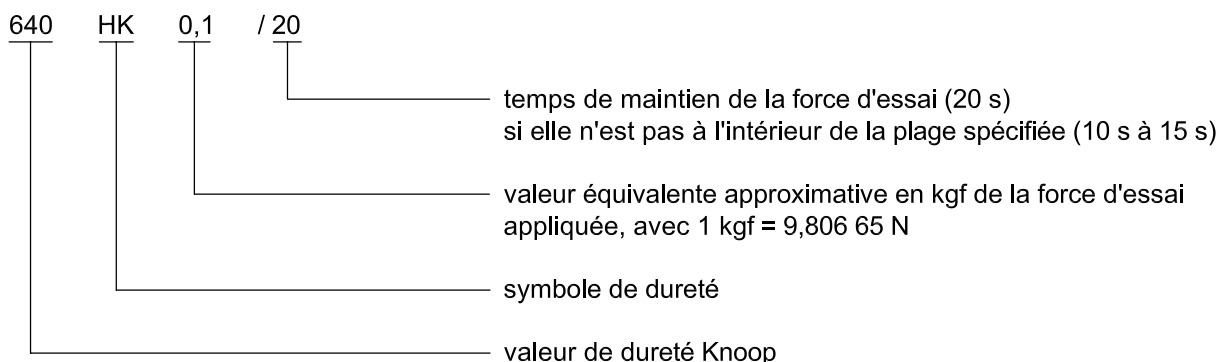 640 HK 0,1 / 20
temps de maintien de la force d'essai (20 s)
si elle n'est pas à l'intérieur de la plage spécifiée (10 s à 15 s)
valeur équivalente approximative en kgf de la force d'essai
appliquée, avec 1 kgf = 9,806 65 N
symbole de dureté
valeur de dureté Knoop